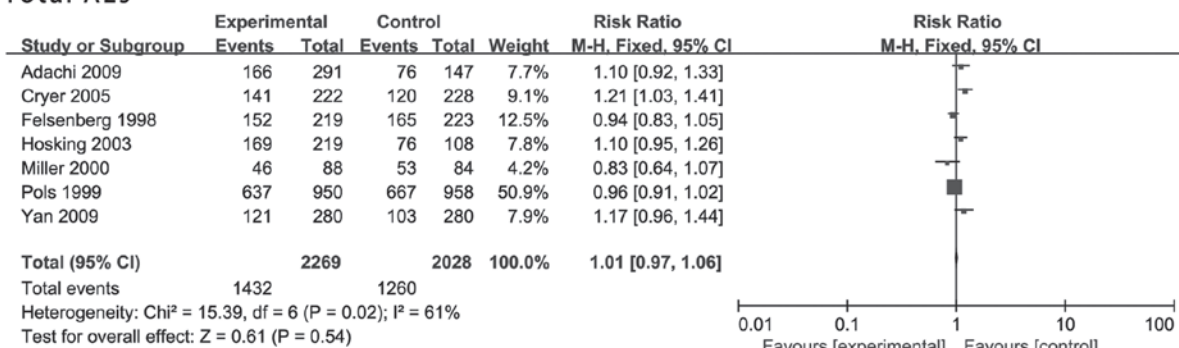 Total AEs
Experimental Control Risk Ratio Risk Ratio
Study or Subgroup Events Total Events Total Weight M-H, Fixed, 95% CI M-H, Fixed, 95% CI
Adachi 2009 166 291 76 147 7.7% 1.10 [0.92, 1.33]
Cryer 2005 141 222 120 228 9.1% 1.21 [1.03, 1.41]
Felsenberg 1998 152 219 165 223 12.5% 0.94 [0.83, 1.05]
Hosking 2003 169 219 76 108 7.8% 1.10 [0.95, 1.26]
Miller 2000 46 88 53 84 4.2% 0.83 [0.64, 1.07]
Pols 1999 637 950 667 958 50.9% 0.96 [0.91, 1.02]
Yan 2009 121 280 103 280 7.9% 1.17 [0.96, 1.44]
Total (95% CI) 2269 2028 100.0% 1.01 [0.97, 1.06]
Total events 1432 1260
Heterogeneity: Chi² = 15.39, df = 6 (P = 0.02); I² = 61%
Test for overall effect: Z = 0.61 (P = 0.54)
0.01 0.1 1 10 100
Favours [experimental] Favours [control]